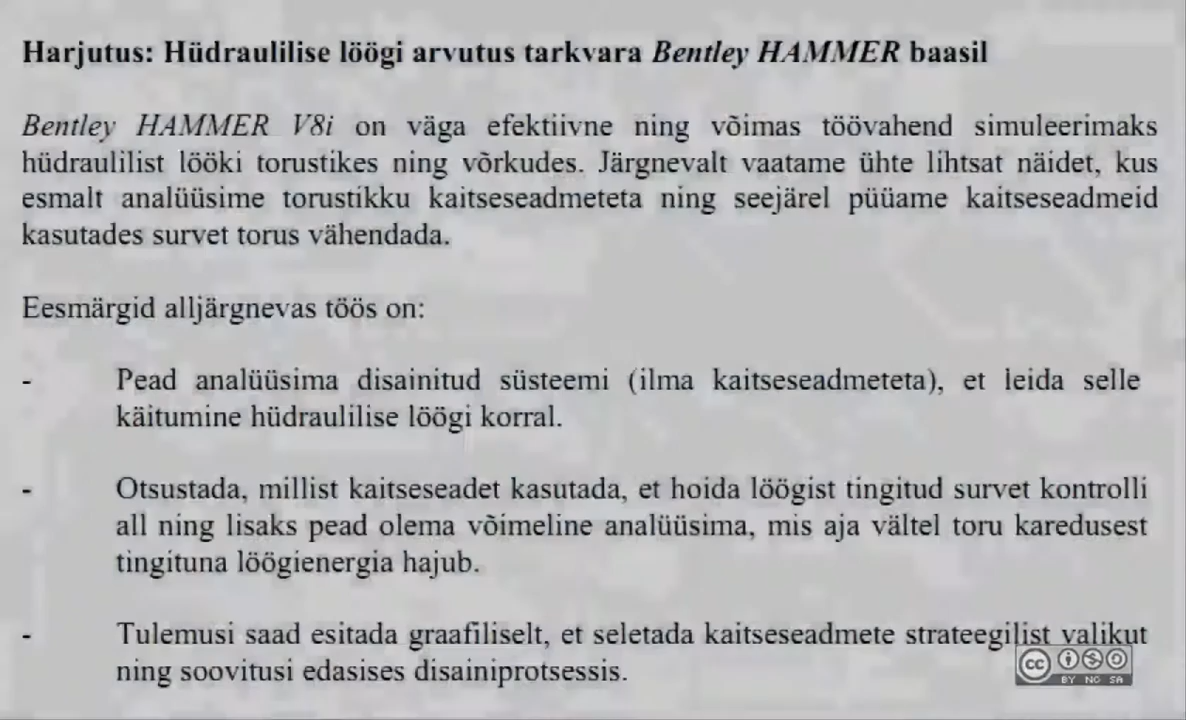 Harjutus: Hüdraulilise löögi arvutus tarkvara Bentley HAMMER baasil
Bentley HAMMER V8i on väga efektiivne ning võimas töövahend simuleerimaks
hüdraulilist lööki torustikes ning võrkudes. Järgnevalt vaatame ühte lihtsat näidet, kus
esmalt analüüsime torustikku kaitseseadmeteta ning seejärel püüame kaitseseadmeid
kasutades survet torus vähendada.
Eesmärgid alljärgnevas töös on:
- Pead analüüsima disainitud süsteemi (ilma kaitseseadmeteta), et leida selle
käitumine hüdraulilise löögi korral.
- Otsustada, millist kaitseseadet kasutada, et hoida löögist tingitud survet kontrolli
all ning lisaks pead olema võimeline analüüsima, mis aja vältel toru karedusest
tingituna löögienergia hajub.
- Tulemusi saad esitada graafiliselt, et seletada kaitseseadmete strateegilist valikut
ning soovitusi edasises disainiprotsessis.
cc
BY NC SA